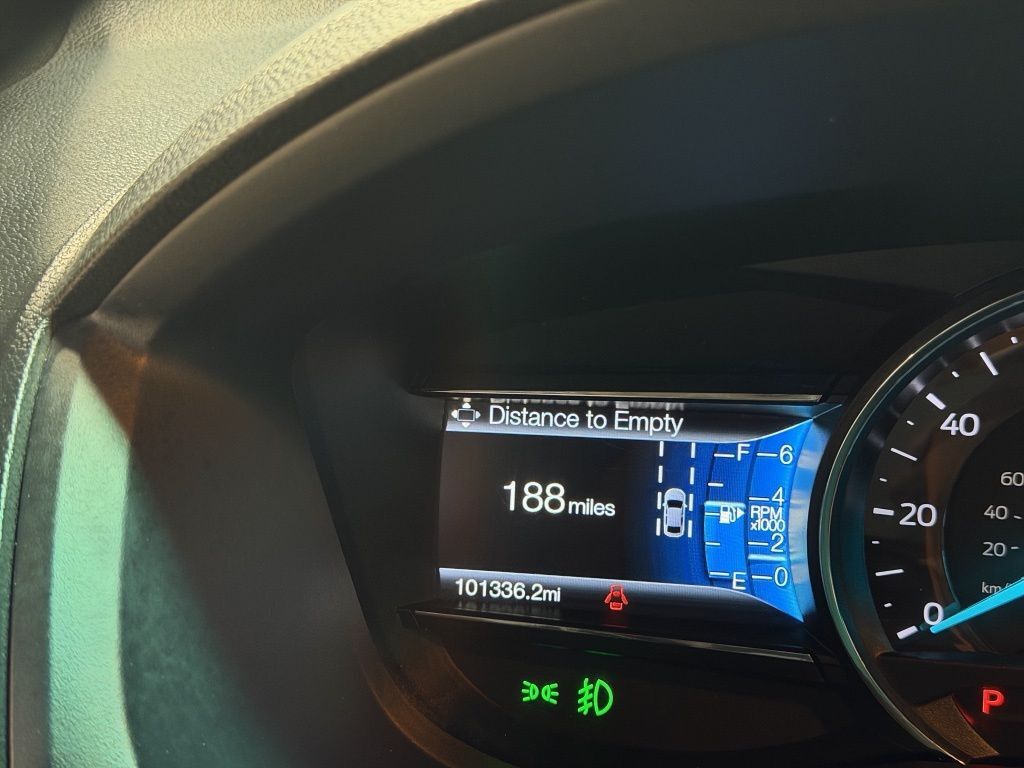 Distance to Empty
188 miles
F
6
4
RPM
x1000
2
E
0
101336.2mi
40
20
0
60
40
20
km/
P